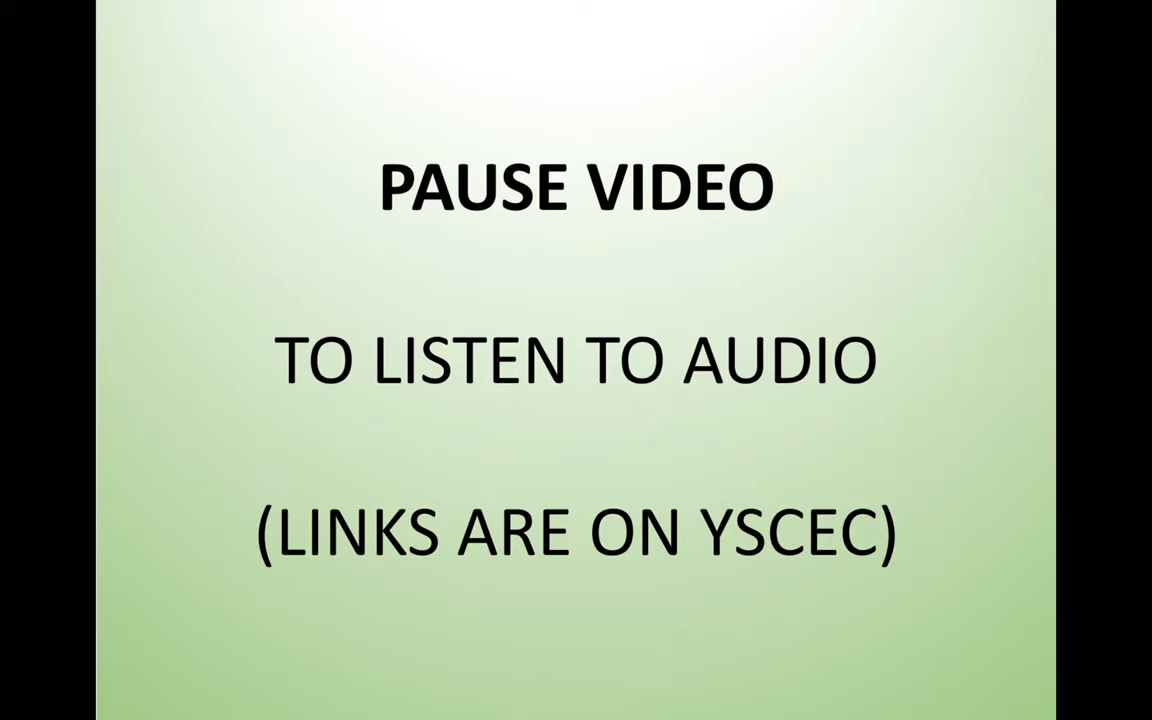 PAUSE VIDEO
TO LISTEN TO AUDIO
(LINKS ARE ON YSCEC)